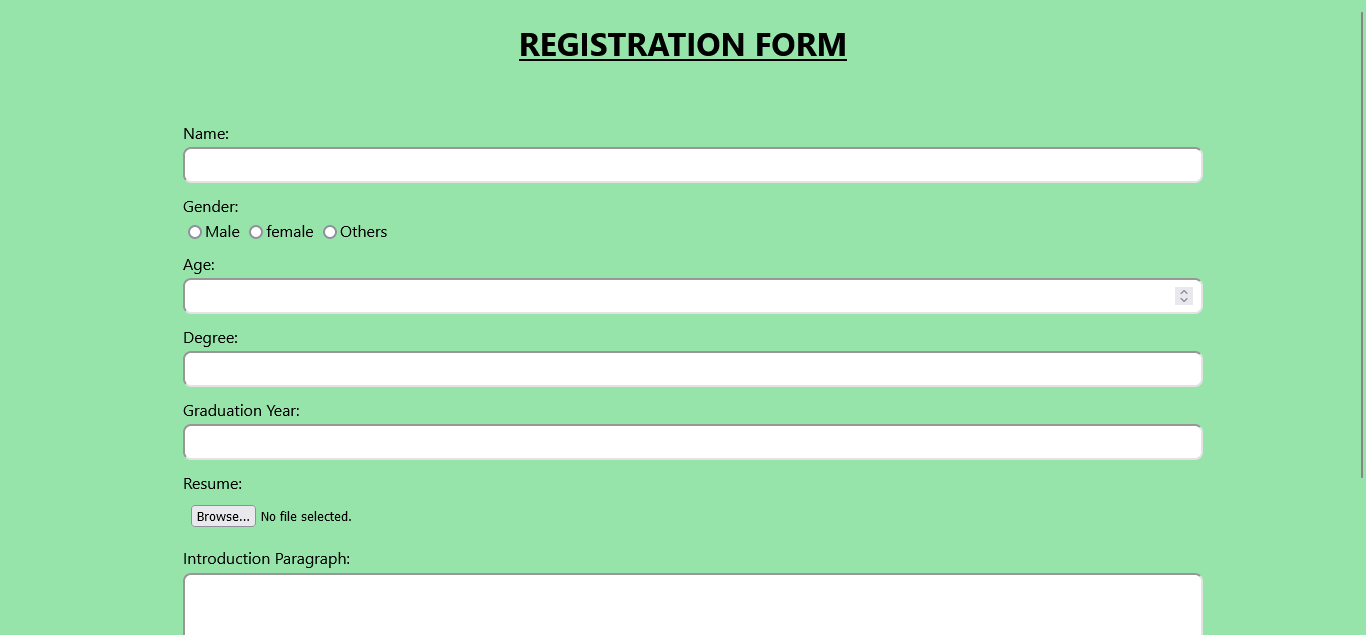 REGISTRATION FORM
Name:
Gender:
Male female Others
Age:
Degree:
Graduation Year:
Resume:
Browse... No file selected.
Introduction Paragraph: